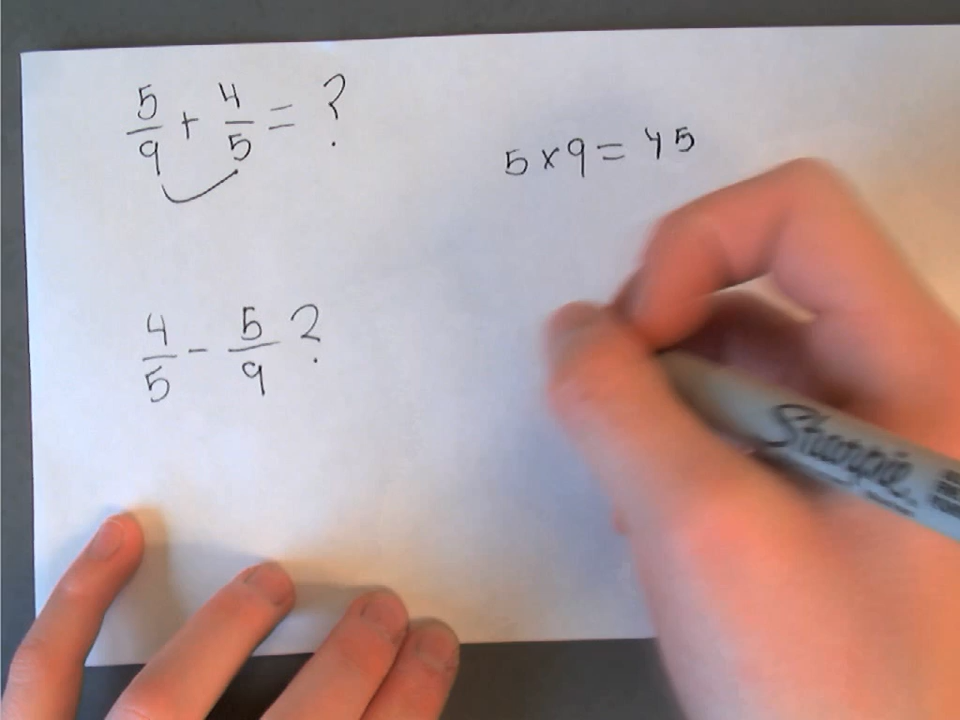 5/9 + 4/5 = ?
5 x 9 = 45
4/5 - 5/9 ?
Sharpie